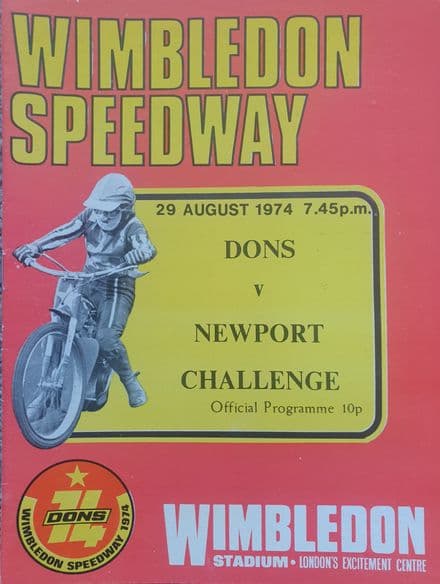 WIMBLEDON
SPEEDWAY
29 AUGUST 1974 7.45p.m.
DONS
v
NEWPORT
CHALLENGE
Official Programme 10p
74
DONS
WIMBLEDON SPEEDWAY 1974
WIMBLEDON
STADIUM • LONDON'S EXCITEMENT CENTRE